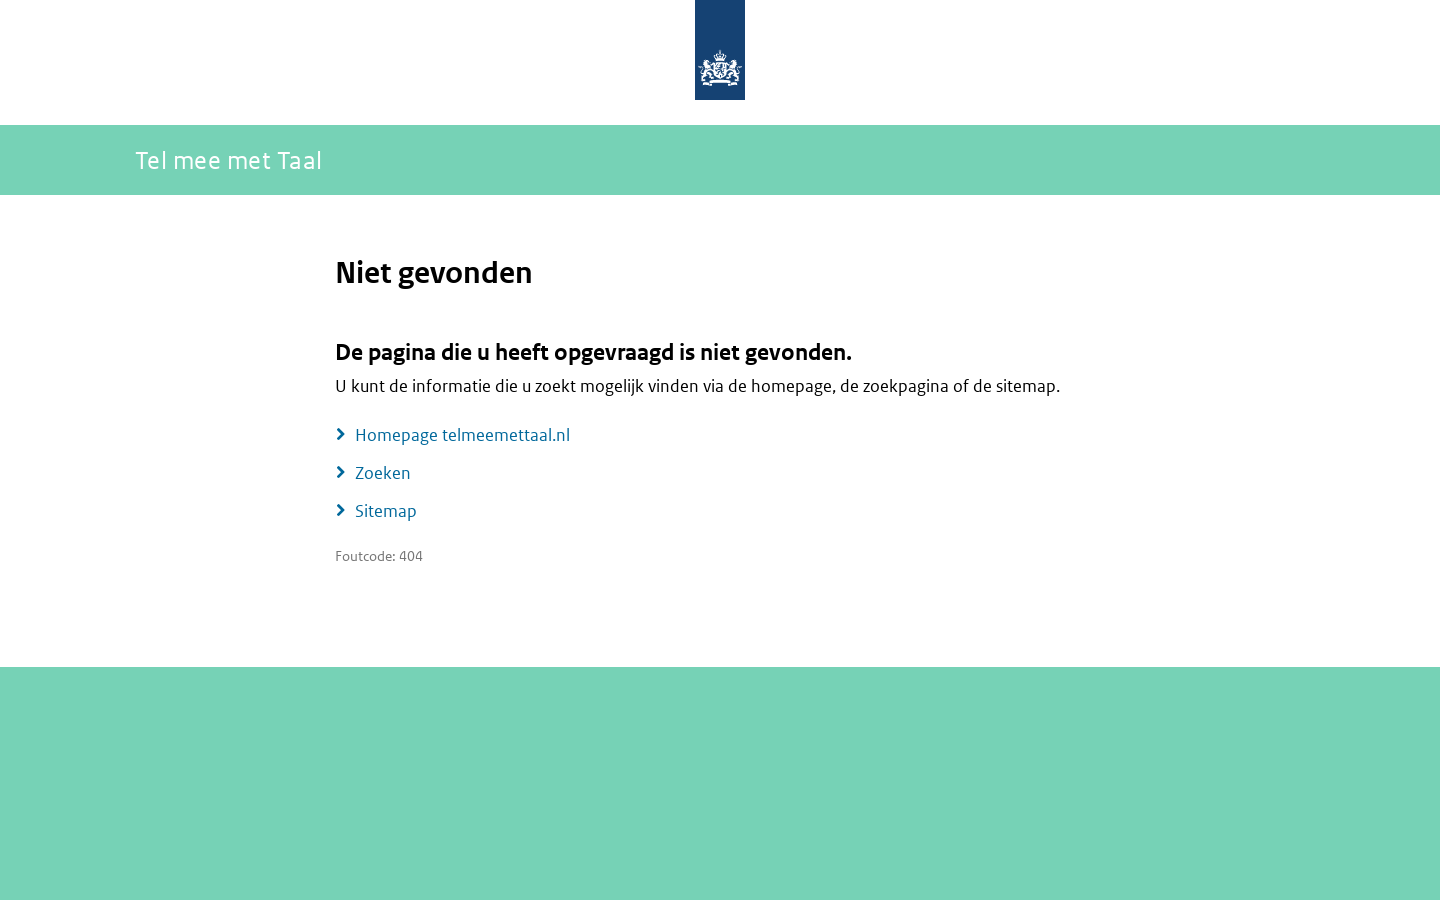 Tel mee met Taal
Niet gevonden
De pagina die u heeft opgevraagd is niet gevonden.
U kunt de informatie die u zoekt mogelijk vinden via de homepage, de zoekpagina of de sitemap.
Homepage telmeemettaal.nl
Zoeken
Sitemap
Foutcode: 404